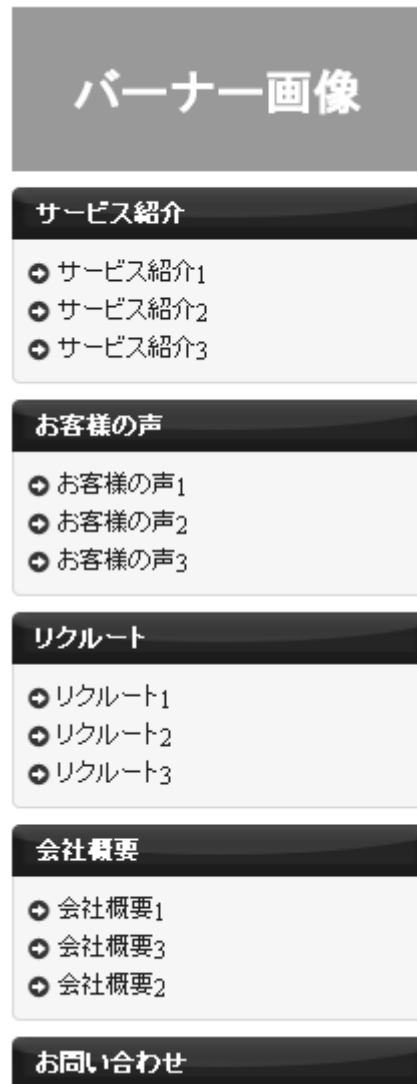 バーナー画像
サービス紹介
サービス紹介1
サービス紹介2
サービス紹介3
お客様の声
お客様の声1
お客様の声2
お客様の声3
リクルート
リクルート1
リクルート2
リクルート3
会社概要
会社概要1
会社概要3
会社概要2
お問い合わせ